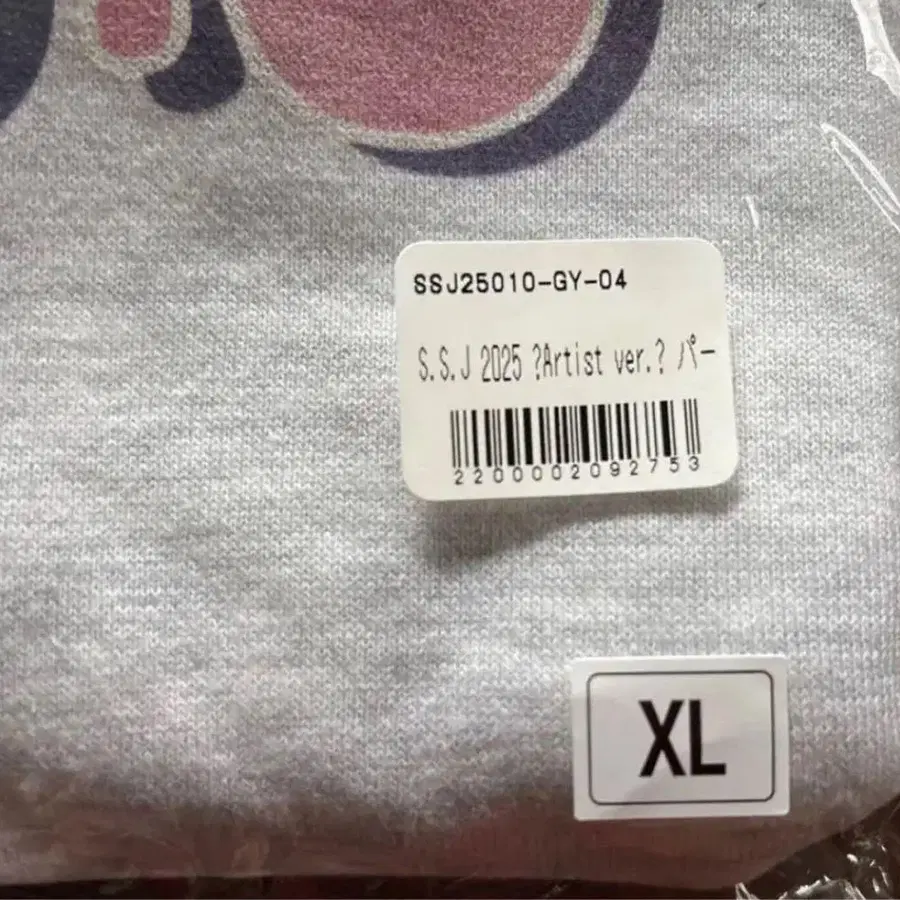 SSJ25010-GY-04
S.S.J 2025 ?Artist ver.? パー
2200002092753
XL